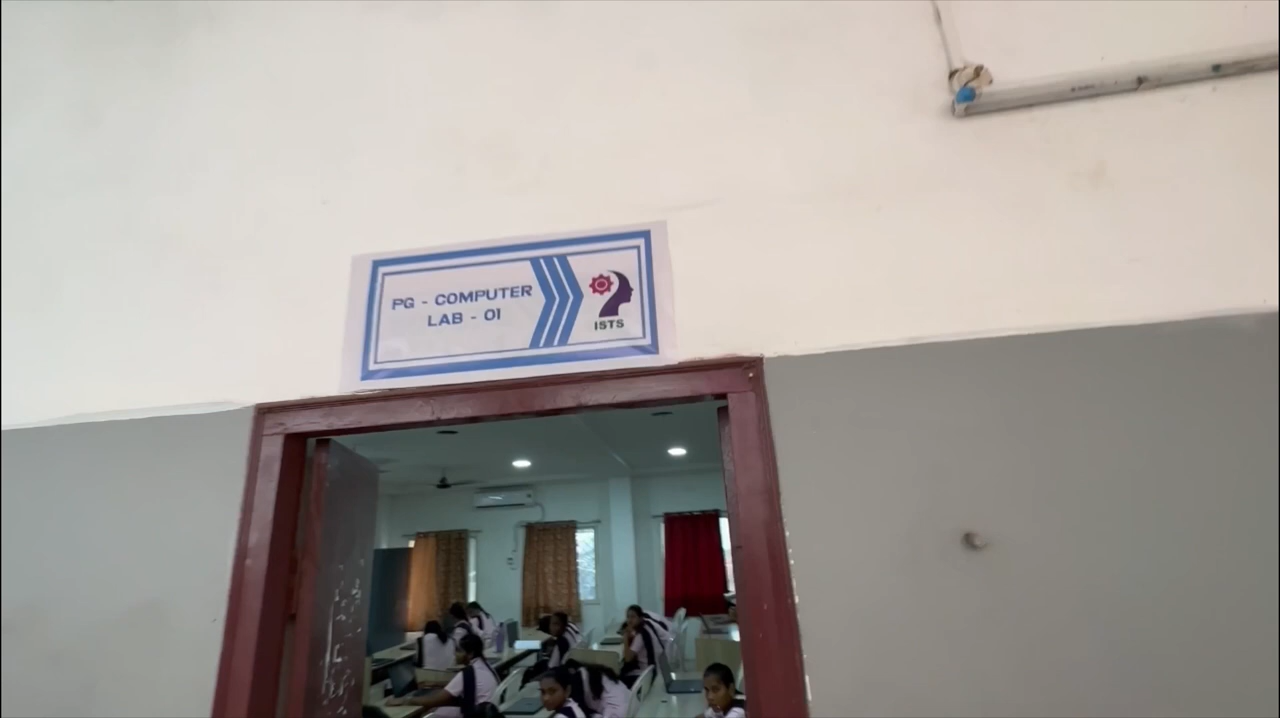 PG - COMPUTER
LAB - 01
ISTS